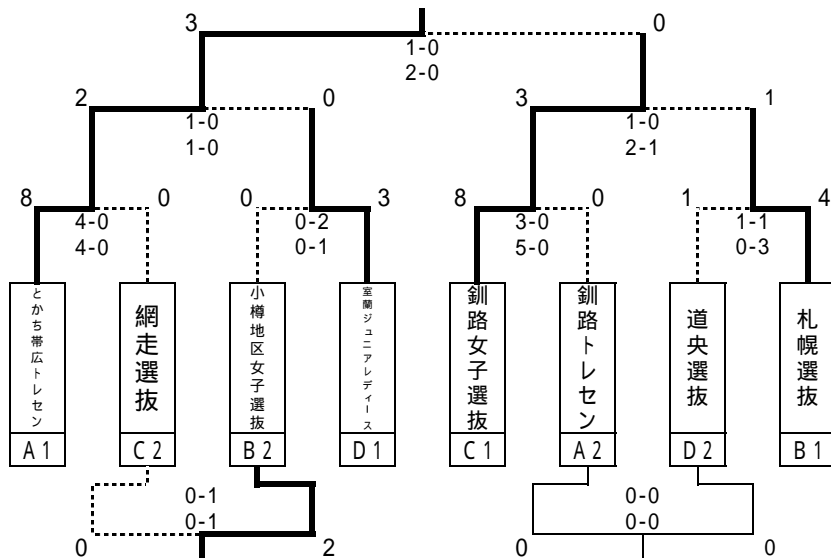 3 0
1-0
2-0
2 0 3 1
1-0 1-0
1-0 2-1
8 0 0 3 8 0 1 4
4-0 0-2 3-0 1-1
4-0 0-1 5-0 0-3
とかち帯広トレセン
網走選抜
小樽地区女子選抜
室蘭ジュニアレディース
釧路女子選抜
釧路トレセン
道央選抜
札幌選抜
A1 C2 B2 D1 C1 A2 D2 B1
0-1 0-0
0-1 0-0
0 2 0 0